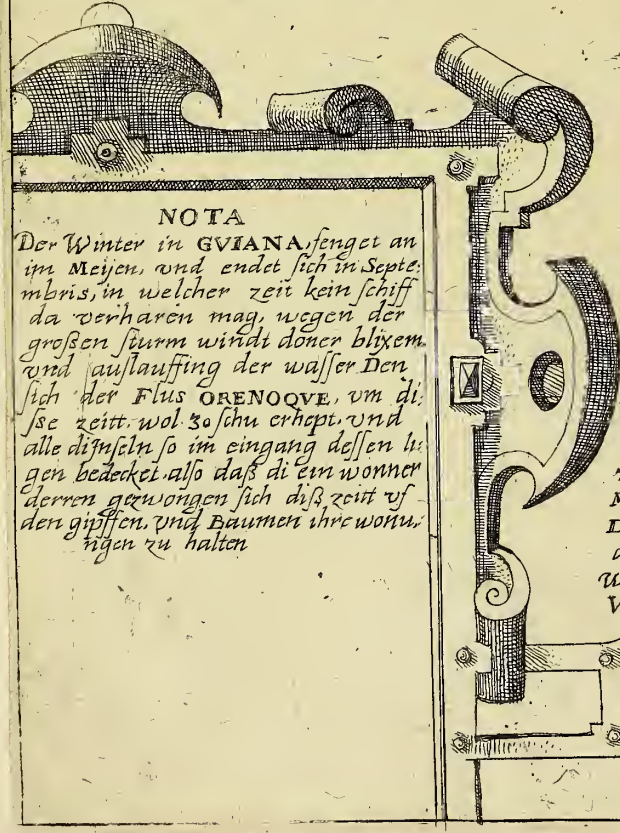 NOTA
Der Winter in GVIANA, fenget an
im Meijen, vnd endet sich in Septe:
mbris, in welcher zeit kein schiff
da verharen mag, wegen der
großen sturm windt doner blixem
vnd auslauffing der wasser Den
sich der Flus ORENOQVE, vm di:
sse zeitt. wol 30 schu erhept. vnd
alle diJnseln so im eingang dessen li:
gen bedecket. also daß di ein wonner
derren gezwongen sich diß zeitt vf
den gipffen. vnd Baumen ihre wonu:
ngen zu halten
M
D
a
V